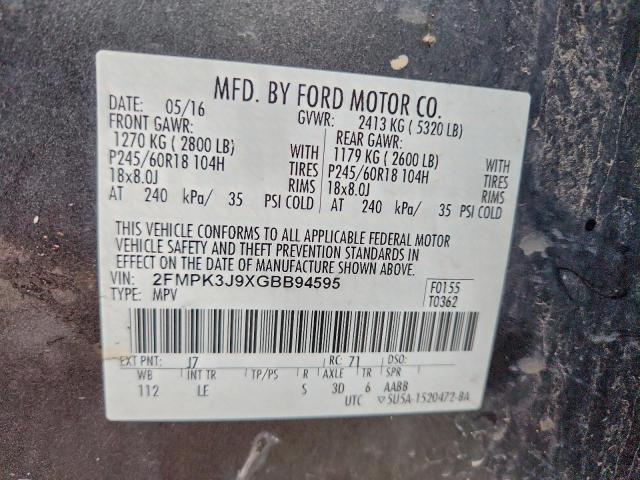 MFD. BY FORD MOTOR CO.
DATE: 05/16 GVWR: 2413 KG ( 5320 LB)
FRONT GAWR: REAR GAWR:
1270 KG ( 2800 LB) WITH 1179 KG ( 2600 LB) WITH
P245/60R18 104H TIRES P245/60R18 104H TIRES
18x8.0J RIMS 18x8.0J RIMS
AT 240 kPa/ 35 PSI COLD AT 240 kPa/ 35 PSI COLD
THIS VEHICLE CONFORMS TO ALL APPLICABLE FEDERAL MOTOR
VEHICLE SAFETY AND THEFT PREVENTION STANDARDS IN
EFFECT ON THE DATE OF MANUFACTURE SHOWN ABOVE.
VIN: 2FMPK3J9XGBB94595 F0155
TYPE: MPV T0362
EXT PNT: J7 RC: 71 DSO:
WB INT TR TP/PS R AXLE TR SPR
112 LE S 3D 6 AABB
UTC ▽5U5A-1520472-BA